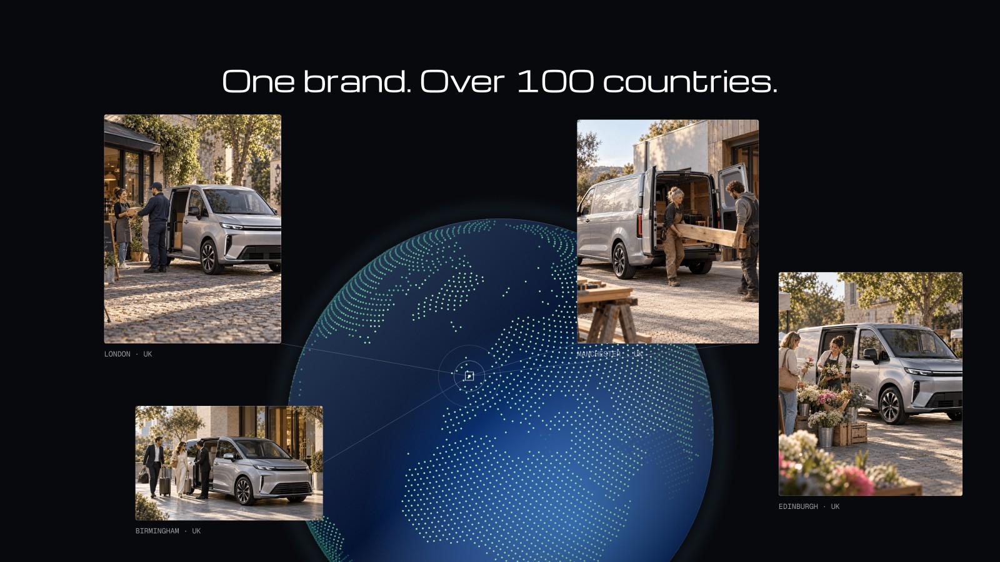 One brand. Over 100 countries.
LONDON · UK
MANCHESTER · UK
BIRMINGHAM · UK
EDINBURGH · UK